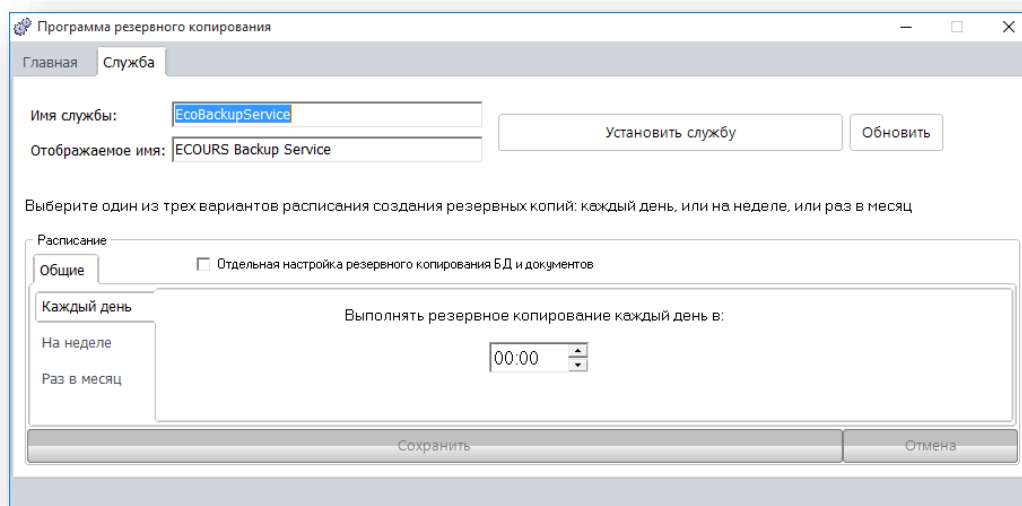 Программа резервного копирования
Главная Служба
Имя службы: EcoBackupService
Установить службу Обновить
Отображаемое имя: ECOURS Backup Service
Выберите один из трех вариантов расписания создания резервных копий: каждый день, или на неделе, или раз в месяц
Расписание
Общие Отдельная настройка резервного копирования БД и документов
Каждый день
Выполнять резервное копирование каждый день в:
На неделе
00:00
Раз в месяц
Сохранить Отмена